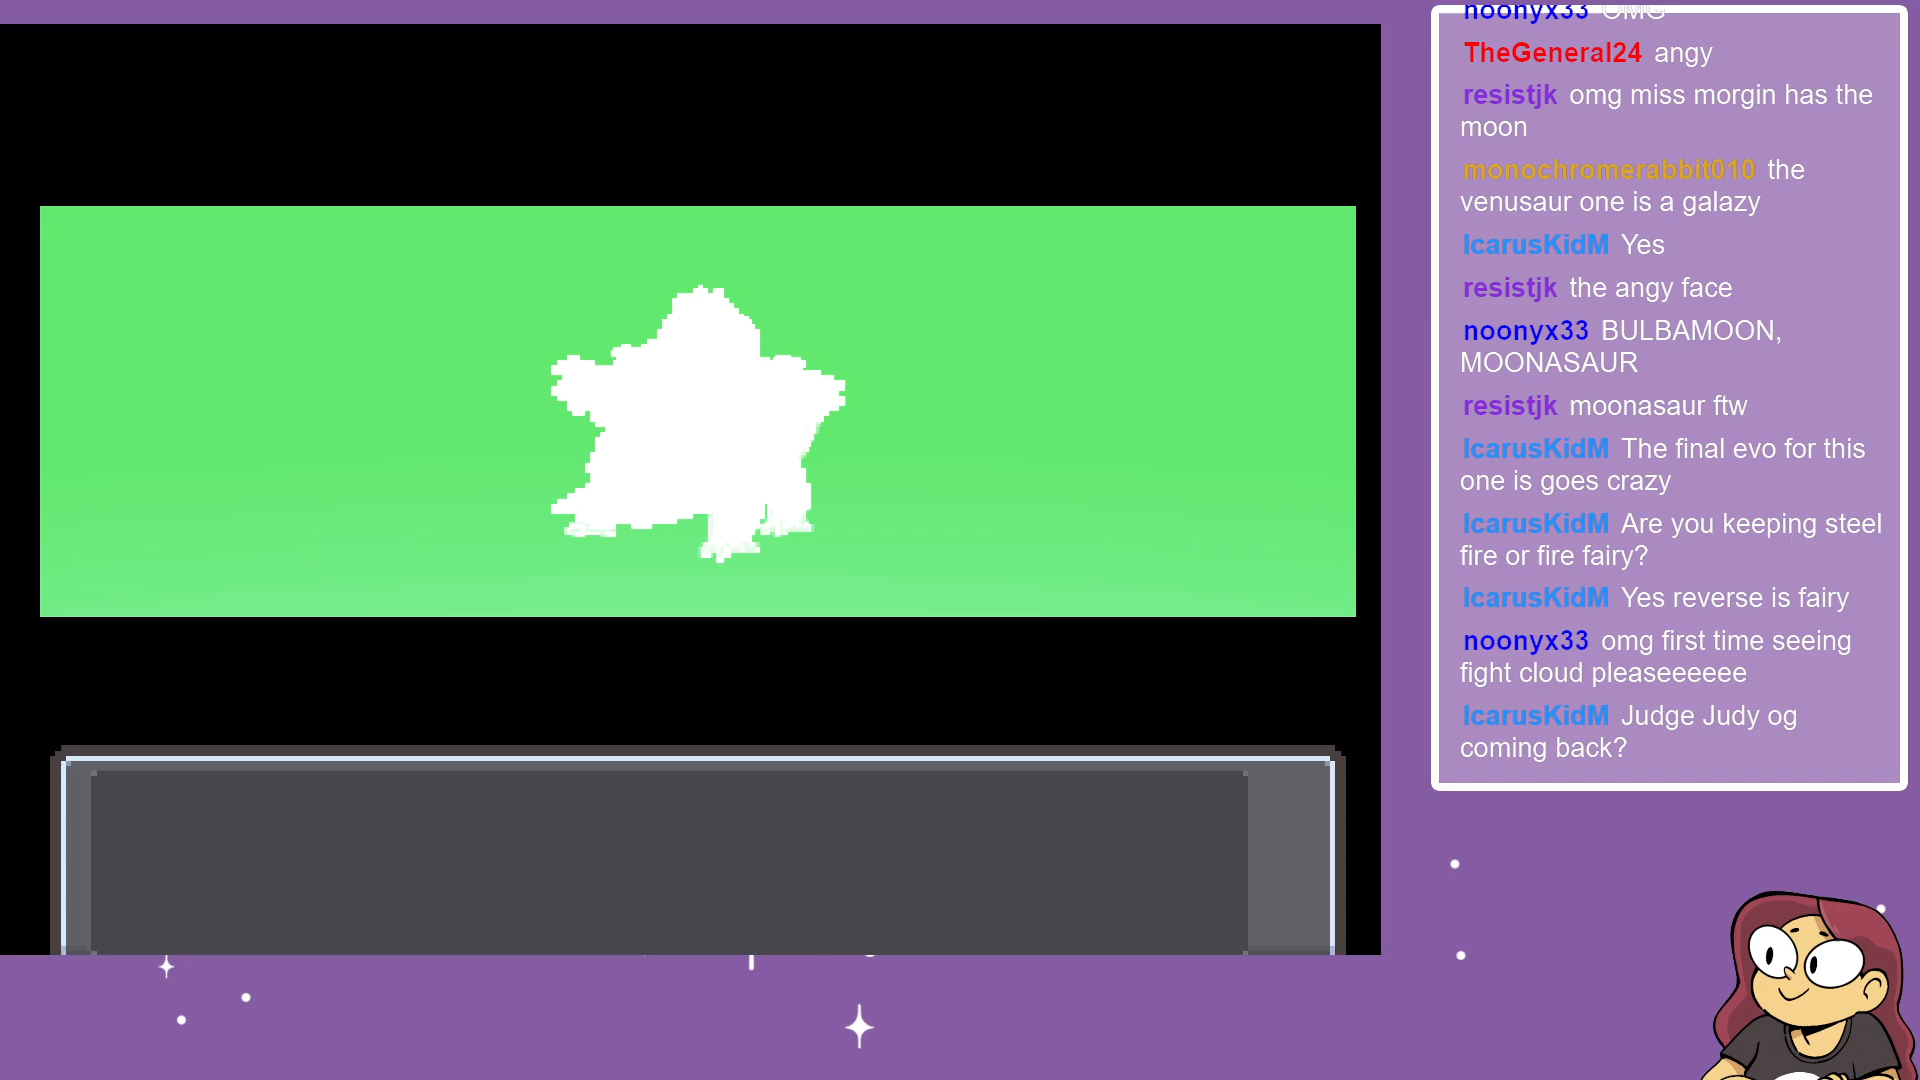 noonyx33 OMG
TheGeneral24 angy
resistjk omg miss morgin has the
moon
monochromerabbit010 the
venusaur one is a galazy
IcarusKidM Yes
resistjk the angy face
noonyx33 BULBAMOON,
MOONASAUR
resistjk moonasaur ftw
IcarusKidM The final evo for this
one is goes crazy
IcarusKidM Are you keeping steel
fire or fire fairy?
IcarusKidM Yes reverse is fairy
noonyx33 omg first time seeing
fight cloud pleaseeeeee
IcarusKidM Judge Judy og
coming back?